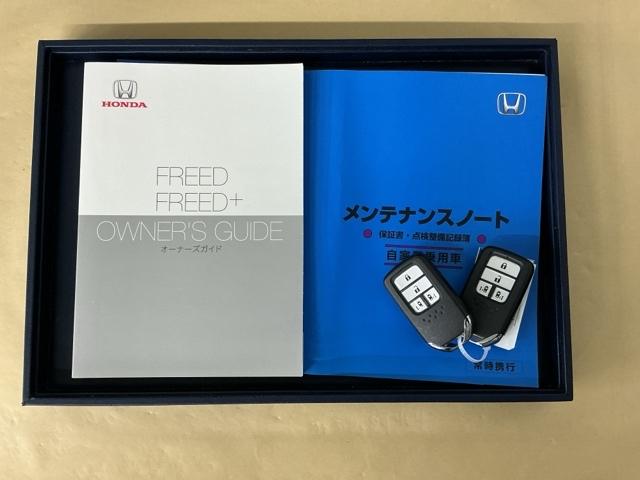 HONDA
FREED
FREED+
OWNER'S GUIDE
オーナーズガイド
メンテナンスノート
保証書・点検整備記録簿
自家 乗用車
常時携行